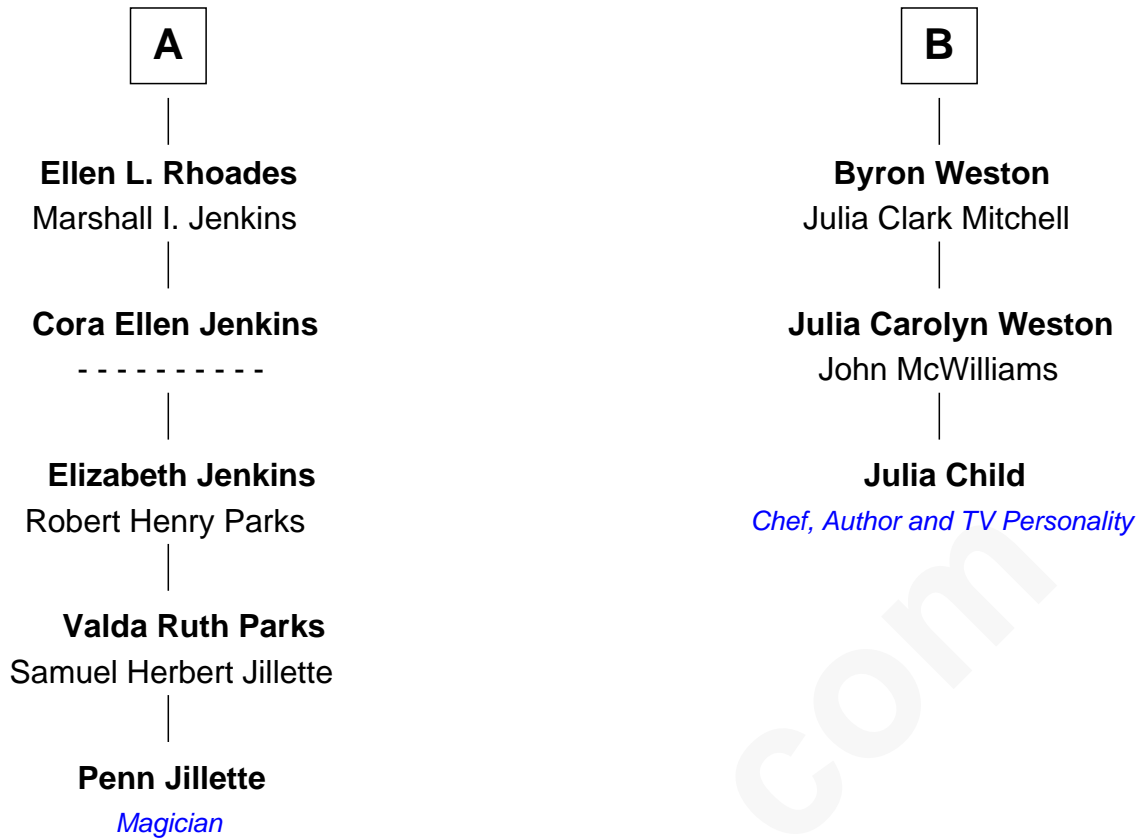 A
Ellen L. Rhoades
Marshall I. Jenkins
Cora Ellen Jenkins
- - - - - - - - - -
Elizabeth Jenkins
Robert Henry Parks
Valda Ruth Parks
Samuel Herbert Jillette
Penn Jillette
Magician
B
Byron Weston
Julia Clark Mitchell
Julia Carolyn Weston
John McWilliams
Julia Child
Chef, Author and TV Personality
com